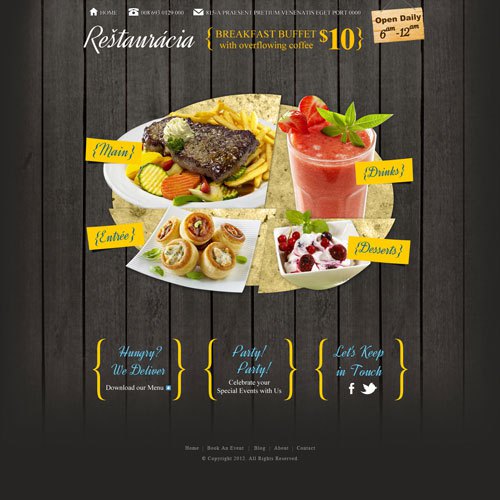 HOME 008 693 0129 000 815-A PRAESENT PRETIUM VENENATIS EGET PORT 0000
Reštaurácia
{ BREAKFAST BUFFET
with overflowing coffee $10 }
Open Daily
6am -12am
{Main}
{Drinks}
{Entrée}
{Desserts}
Hungry?
We Deliver
Download our Menu
Party!
Party!
Celebrate your
Special Events with Us
Let's Keep
in Touch
Home | Book An Event | Blog | About | Contact
© Copyright 2012. All Rights Reserved.